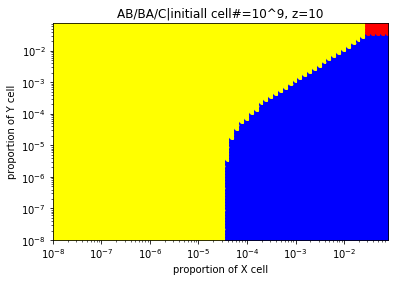 AB/BA/C|initiall cell#=10^9, z=10
proportion of Y cell
10⁻²
10⁻³
10⁻⁴
10⁻⁵
10⁻⁶
10⁻⁷
10⁻⁸
10⁻⁸ 10⁻⁷ 10⁻⁶ 10⁻⁵ 10⁻⁴ 10⁻³ 10⁻²
proportion of X cell